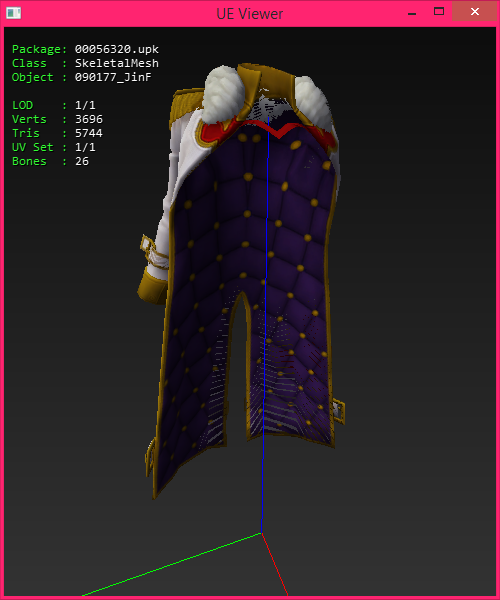 UE Viewer
Package: 00056320.upk
Class : SkeletalMesh
Object : 090177_JinF
LOD : 1/1
Verts : 3696
Tris : 5744
UV Set : 1/1
Bones : 26